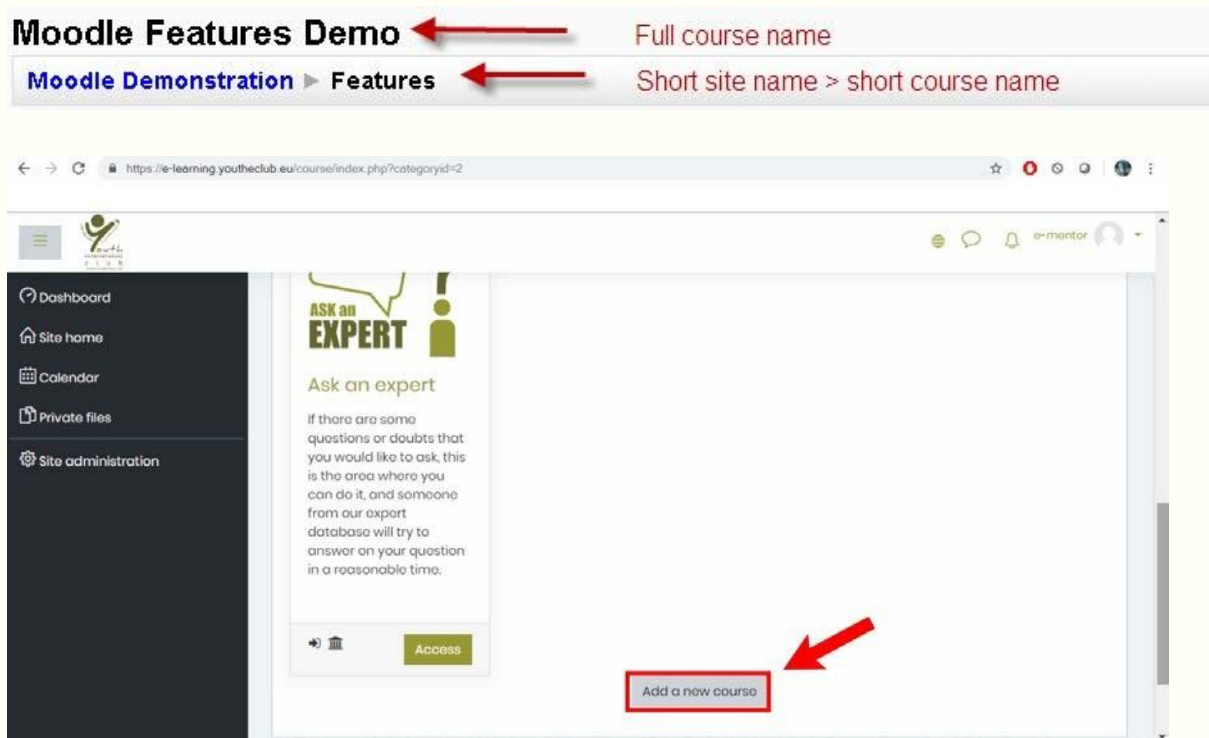 Moodle Features Demo Full course name
Moodle Demonstration ▶ Features Short site name > short course name
https://e-learning.youtheclub.eu/course/index.php?categoryid=2
Youth
e-mentor
Dashboard
Site home
Calendar
Private files
Site administration
ASK an
EXPERT
Ask an expert
If there are some
questions or doubts that
you would like to ask, this
is the area where you
can do it, and someone
from our expert
database will try to
answer on your question
in a reasonable time.
Access
Add a new course